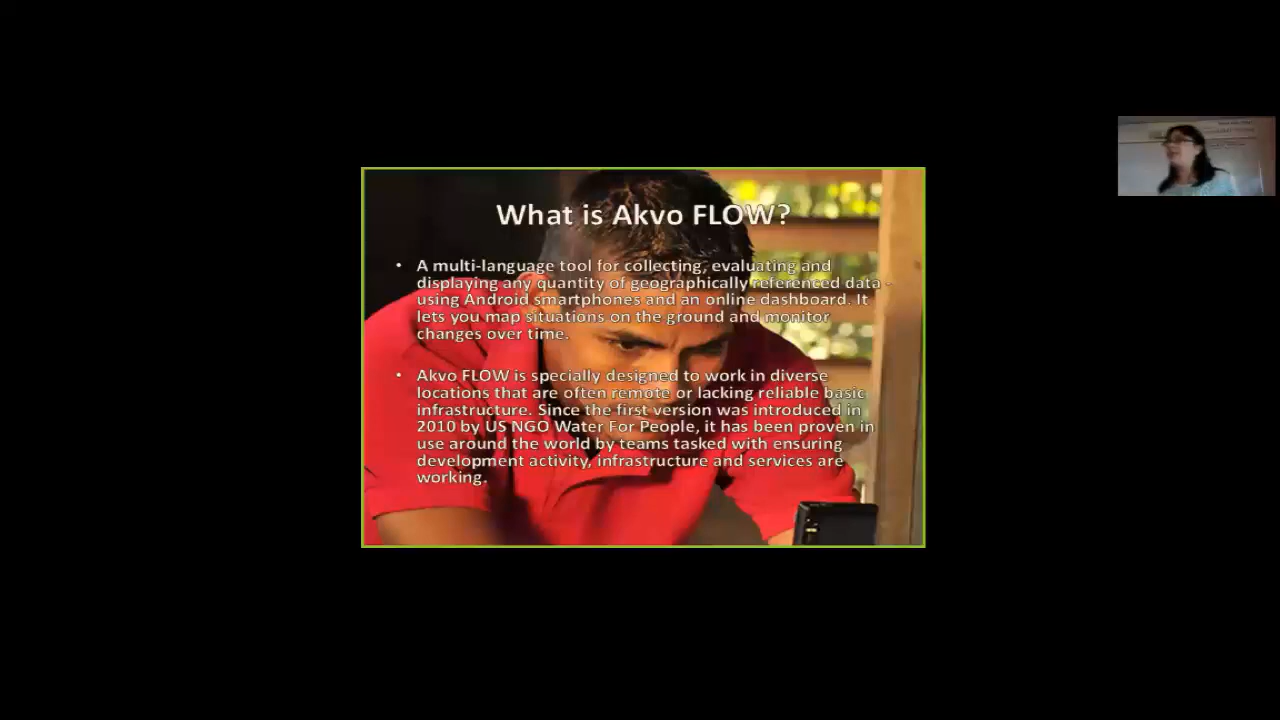 What is Akvo FLOW?
• A multi-language tool for collecting, evaluating and
displaying any quantity of geographically referenced data -
using Android smartphones and an online dashboard. It
lets you map situations on the ground and monitor
changes over time.
• Akvo FLOW is specially designed to work in diverse
locations that are often remote or lacking reliable basic
infrastructure. Since the first version was introduced in
2010 by US NGO Water For People, it has been proven in
use around the world by teams tasked with ensuring
development activity, infrastructure and services are
working.